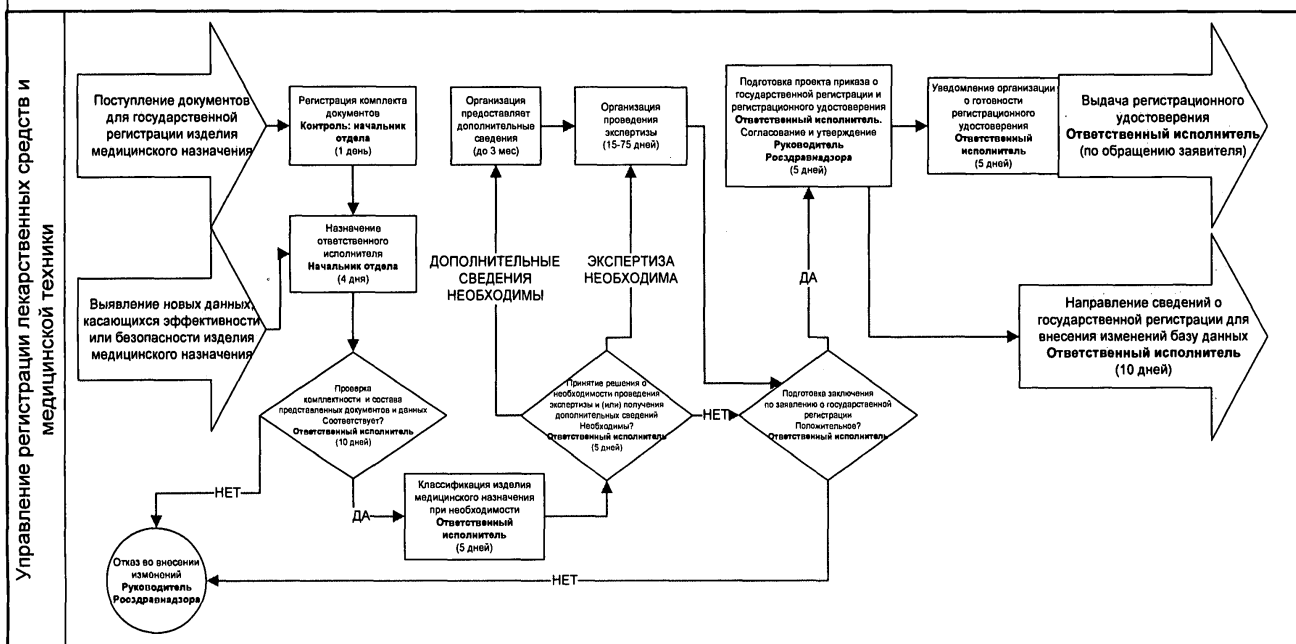 Управление регистрации лекарственных средств и
медицинской техники
Поступление документов
для государственной
регистрации изделия
медицинского назначения
Регистрация комплекта
документов
Контроль: начальник
отдела
(1 день)
Организация
предоставляет
дополнительные
сведения
(до 3 мес)
Организация
проведения
экспертизы
(15-75 дней)
Подготовка проекта приказа о
государственной регистрации и
регистрационного удостоверения
Ответственный исполнитель.
Согласование и утверждение
Руководитель
Росздравнадзора
(5 дней)
Уведомление организации
о готовности
регистрационного
удостоверения
Ответственный
исполнитель
(5 дней)
Выдача регистрационного
удостоверения
Ответственный исполнитель
(по обращению заявителя)
Назначение
ответственного
исполнителя
Начальник отдела
(4 дня)
ДОПОЛНИТЕЛЬНЫЕ
СВЕДЕНИЯ
НЕОБХОДИМЫ
ЭКСПЕРТИЗА
НЕОБХОДИМА
ДА
Выявление новых данных,
касающихся эффективности
или безопасности изделия
медицинского назначения
Направление сведений о
государственной регистрации для
внесения изменений базу данных
Ответственный исполнитель
(10 дней)
Проверка
комплектности и состава
представленных документов и данных
Соответствует?
Ответственный исполнитель
(10 дней)
Принятие решения о
необходимости проведения
экспертизы и (или) получения
дополнительных сведений
Необходимы?
Ответственный исполнитель
(5 дней)
НЕТ
Подготовка заключения
по заявлению о государственной
регистрации
Положительное?
Ответственный исполнитель
НЕТ
ДА
Классификация изделия
медицинского назначения
при необходимости
Ответственный
исполнитель
(5 дней)
Отказ во внесении
изменений
Руководитель
Росздравнадзора
НЕТ